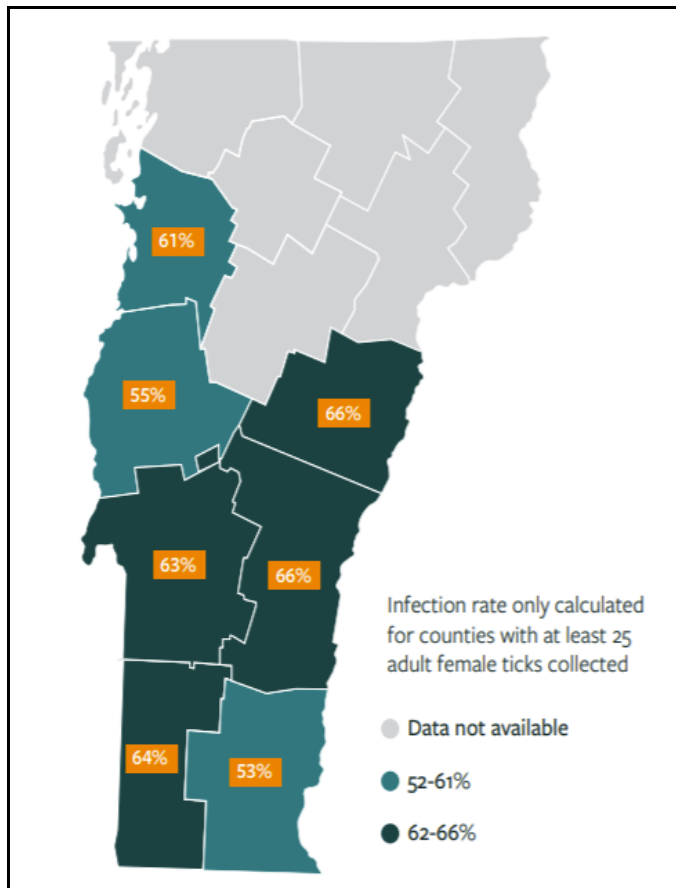 61%
55%
66%
63%
66%
Infection rate only calculated
for counties with at least 25
adult female ticks collected
Data not available
64%
53%
52-61%
62-66%